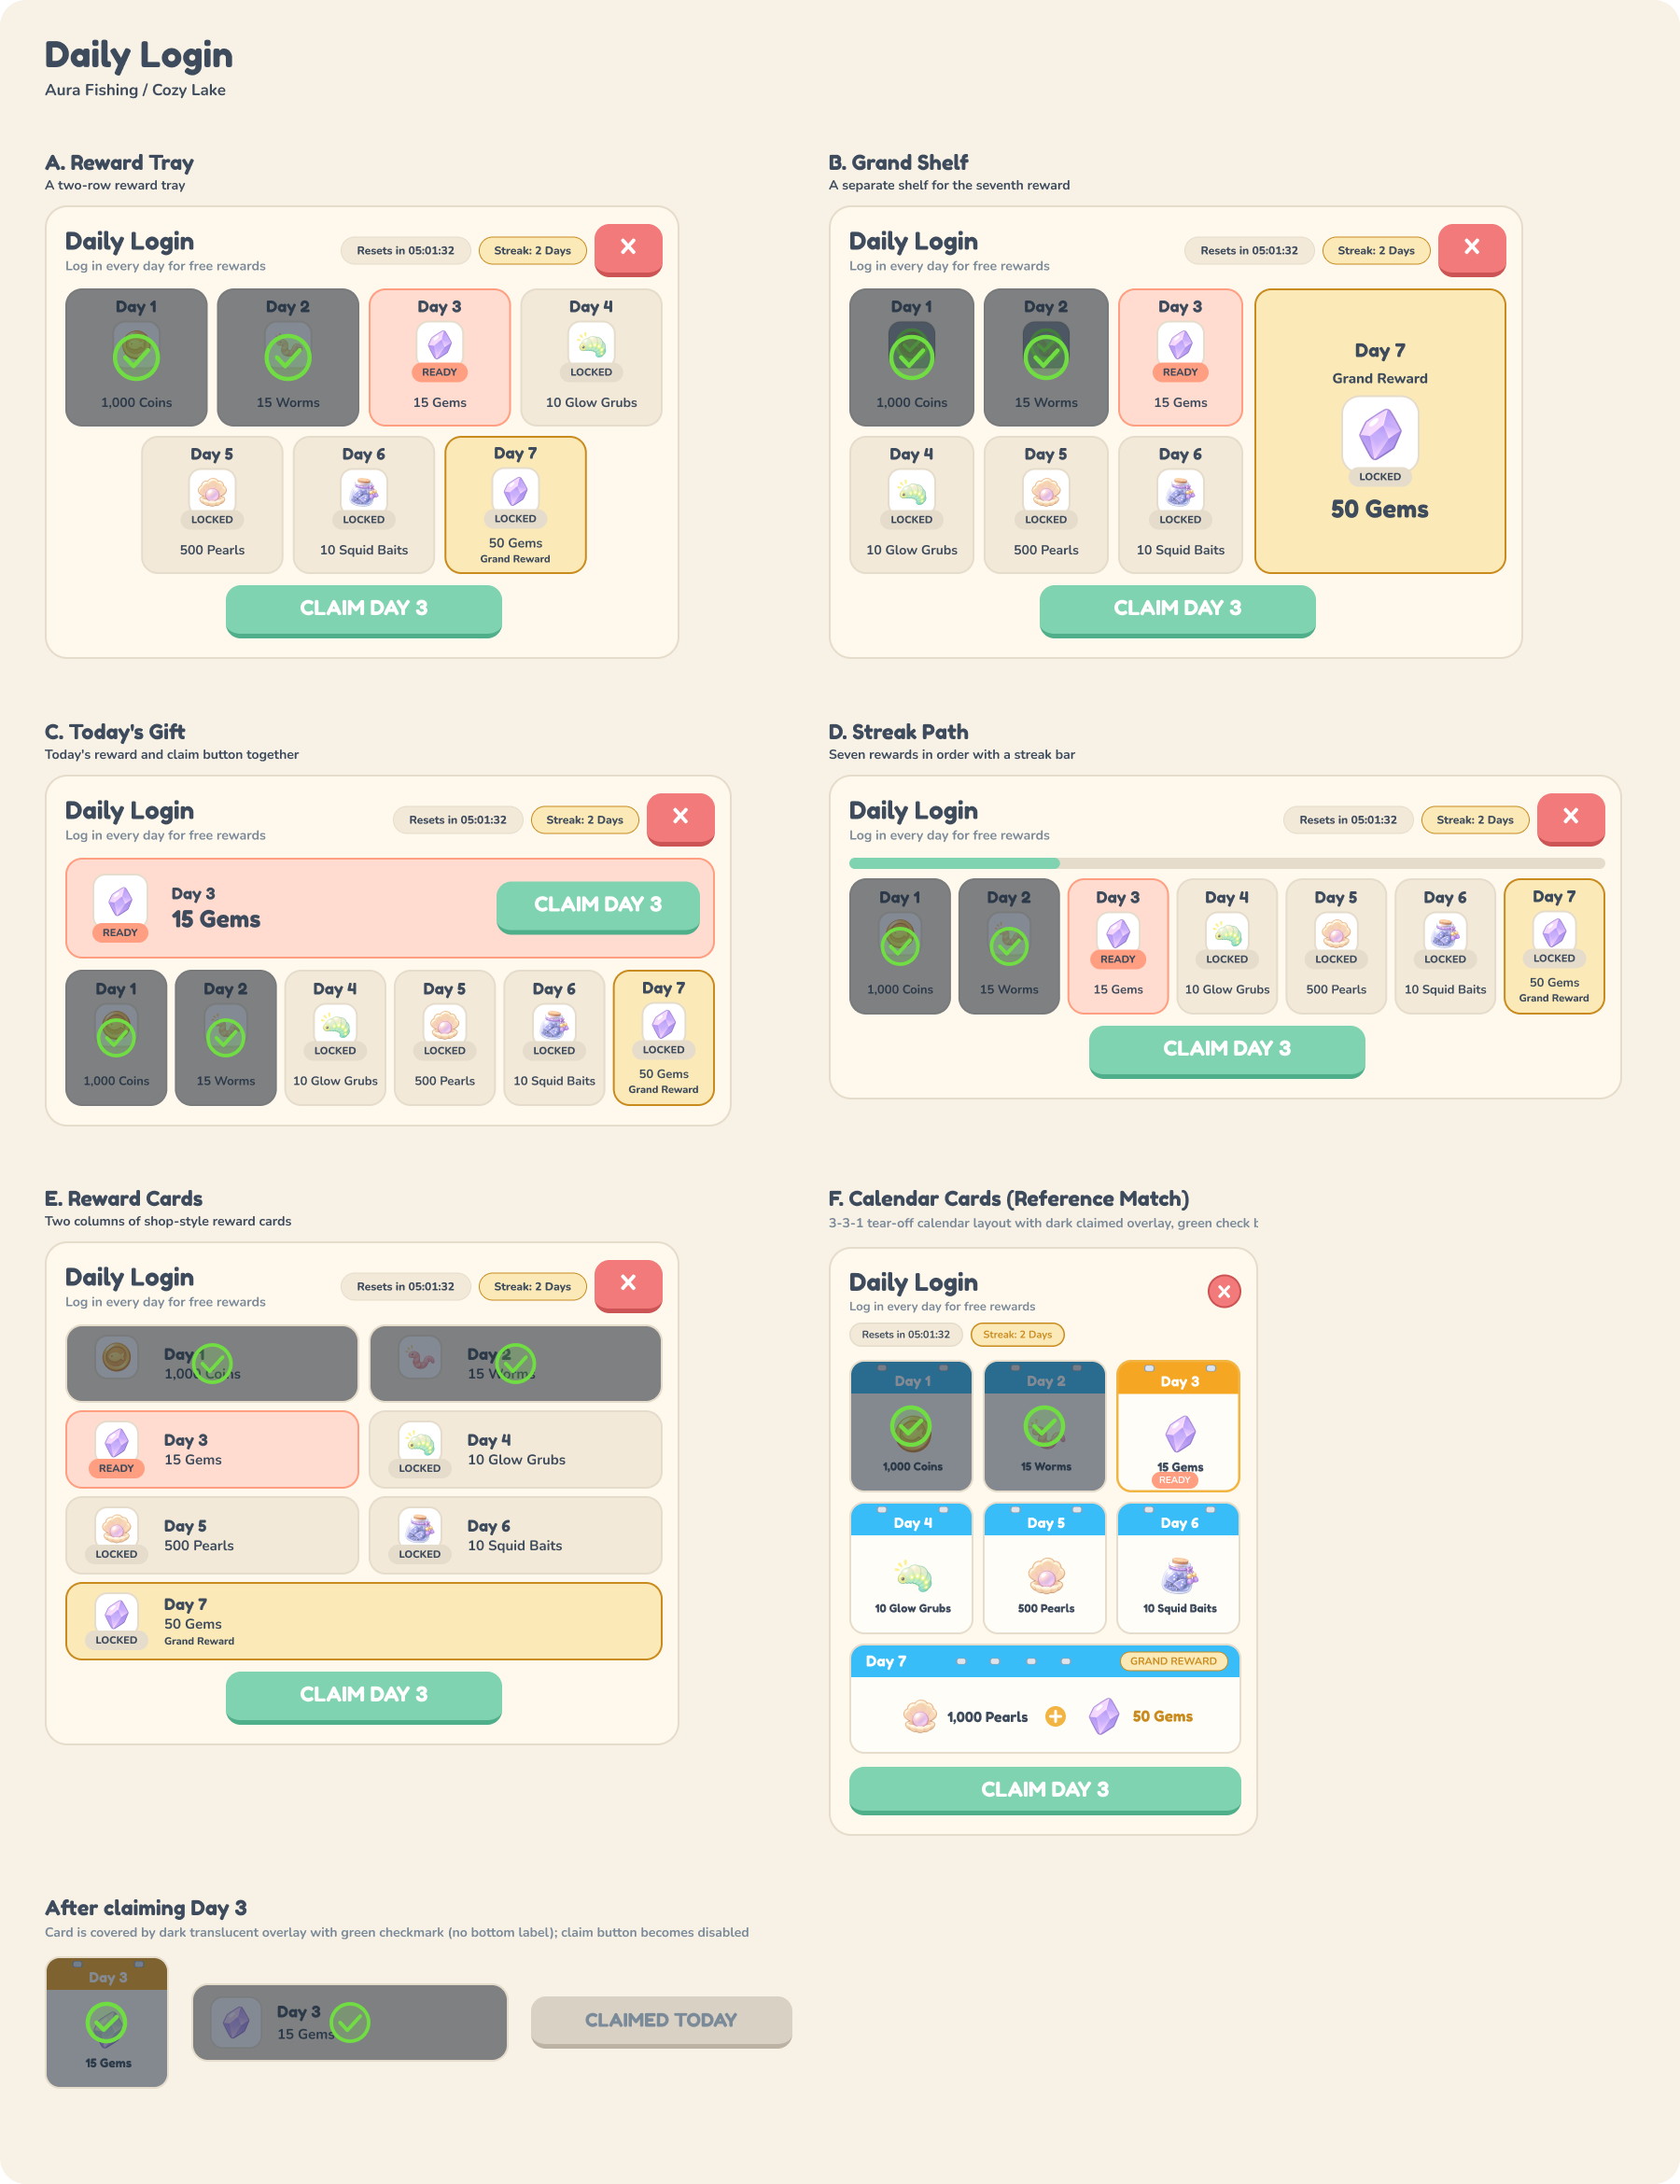 Daily Login
Aura Fishing / Cozy Lake
A. Reward Tray
A two-row reward tray
Daily Login
Log in every day for free rewards
Resets in 05:01:32
Streak: 2 Days
Day 1
1,000 Coins
Day 2
15 Worms
Day 3
READY
15 Gems
Day 4
LOCKED
10 Glow Grubs
Day 5
LOCKED
500 Pearls
Day 6
LOCKED
10 Squid Baits
Day 7
LOCKED
50 Gems
Grand Reward
CLAIM DAY 3
B. Grand Shelf
A separate shelf for the seventh reward
Daily Login
Log in every day for free rewards
Resets in 05:01:32
Streak: 2 Days
Day 1
1,000 Coins
Day 2
15 Worms
Day 3
READY
15 Gems
Day 4
LOCKED
10 Glow Grubs
Day 5
LOCKED
500 Pearls
Day 6
LOCKED
10 Squid Baits
Day 7
Grand Reward
LOCKED
50 Gems
CLAIM DAY 3
C. Today's Gift
Today's reward and claim button together
Daily Login
Log in every day for free rewards
Resets in 05:01:32
Streak: 2 Days
Day 3
15 Gems
READY
CLAIM DAY 3
Day 1
1,000 Coins
Day 2
15 Worms
Day 4
LOCKED
10 Glow Grubs
Day 5
LOCKED
500 Pearls
Day 6
LOCKED
10 Squid Baits
Day 7
LOCKED
50 Gems
Grand Reward
D. Streak Path
Seven rewards in order with a streak bar
Daily Login
Log in every day for free rewards
Resets in 05:01:32
Streak: 2 Days
Day 1
1,000 Coins
Day 2
15 Worms
Day 3
READY
15 Gems
Day 4
LOCKED
10 Glow Grubs
Day 5
LOCKED
500 Pearls
Day 6
LOCKED
10 Squid Baits
Day 7
LOCKED
50 Gems
Grand Reward
CLAIM DAY 3
E. Reward Cards
Two columns of shop-style reward cards
Daily Login
Log in every day for free rewards
Resets in 05:01:32
Streak: 2 Days
Day 1
1,000 Coins
Day 2
15 Worms
Day 3
15 Gems
READY
Day 4
10 Glow Grubs
LOCKED
Day 5
500 Pearls
LOCKED
Day 6
10 Squid Baits
LOCKED
Day 7
50 Gems
Grand Reward
LOCKED
CLAIM DAY 3
F. Calendar Cards (Reference Match)
3-3-1 tear-off calendar layout with dark claimed overlay, green check b
Daily Login
Log in every day for free rewards
Resets in 05:01:32
Streak: 2 Days
Day 1
1,000 Coins
Day 2
15 Worms
Day 3
15 Gems
READY
Day 4
10 Glow Grubs
Day 5
500 Pearls
Day 6
10 Squid Baits
Day 7
GRAND REWARD
1,000 Pearls
50 Gems
CLAIM DAY 3
After claiming Day 3
Card is covered by dark translucent overlay with green checkmark (no bottom label); claim button becomes disabled
Day 3
15 Gems
Day 3
15 Gems
CLAIMED TODAY